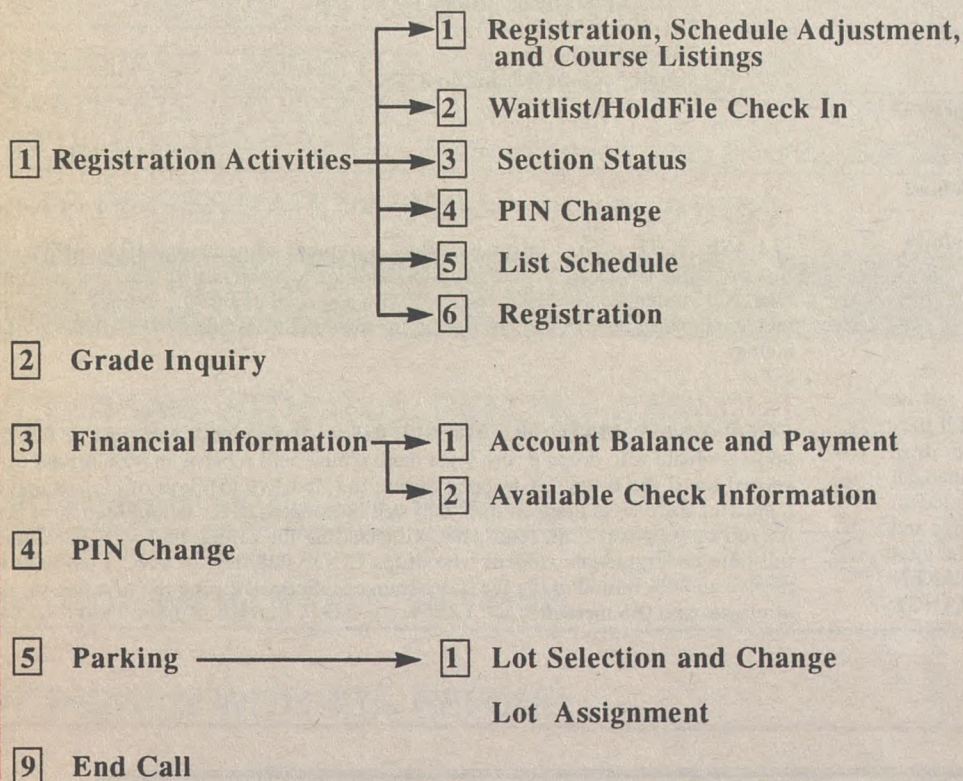 1 Registration, Schedule Adjustment,
and Course Listings
2 Waitlist/HoldFile Check In
1 Registration Activities
3 Section Status
4 PIN Change
5 List Schedule
6 Registration
2 Grade Inquiry
3 Financial Information
1 Account Balance and Payment
2 Available Check Information
4 PIN Change
5 Parking
1 Lot Selection and Change
Lot Assignment
9 End Call